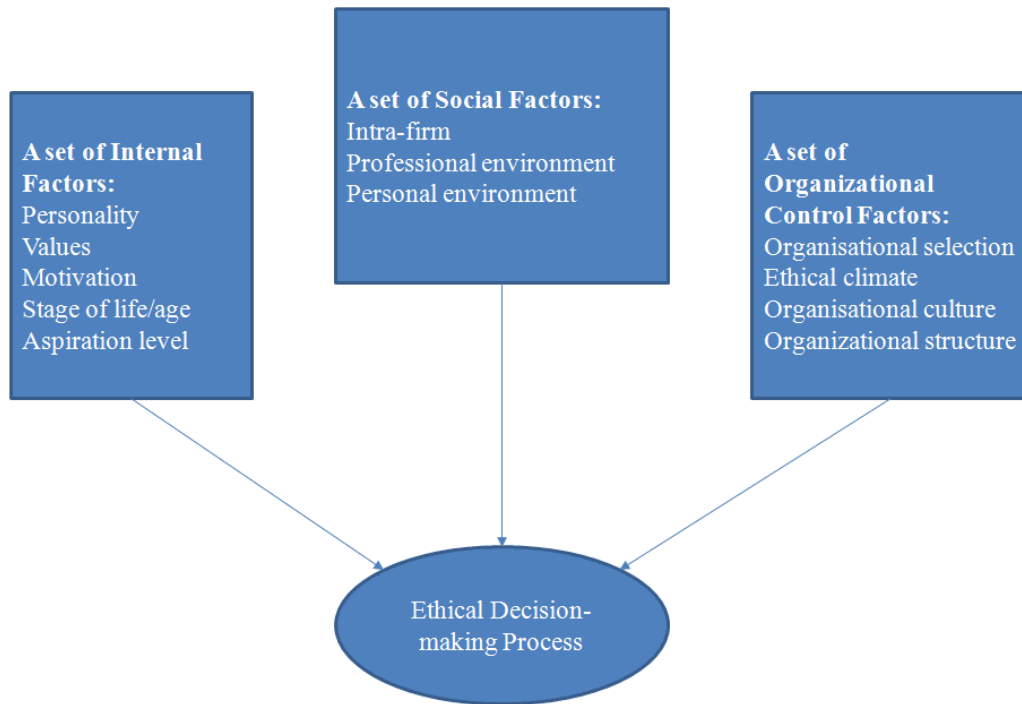 A set of Internal
Factors:
Personality
Values
Motivation
Stage of life/age
Aspiration level
A set of Social Factors:
Intra-firm
Professional environment
Personal environment
A set of
Organizational
Control Factors:
Organisational selection
Ethical climate
Organisational culture
Organizational structure
Ethical Decision-
making Process